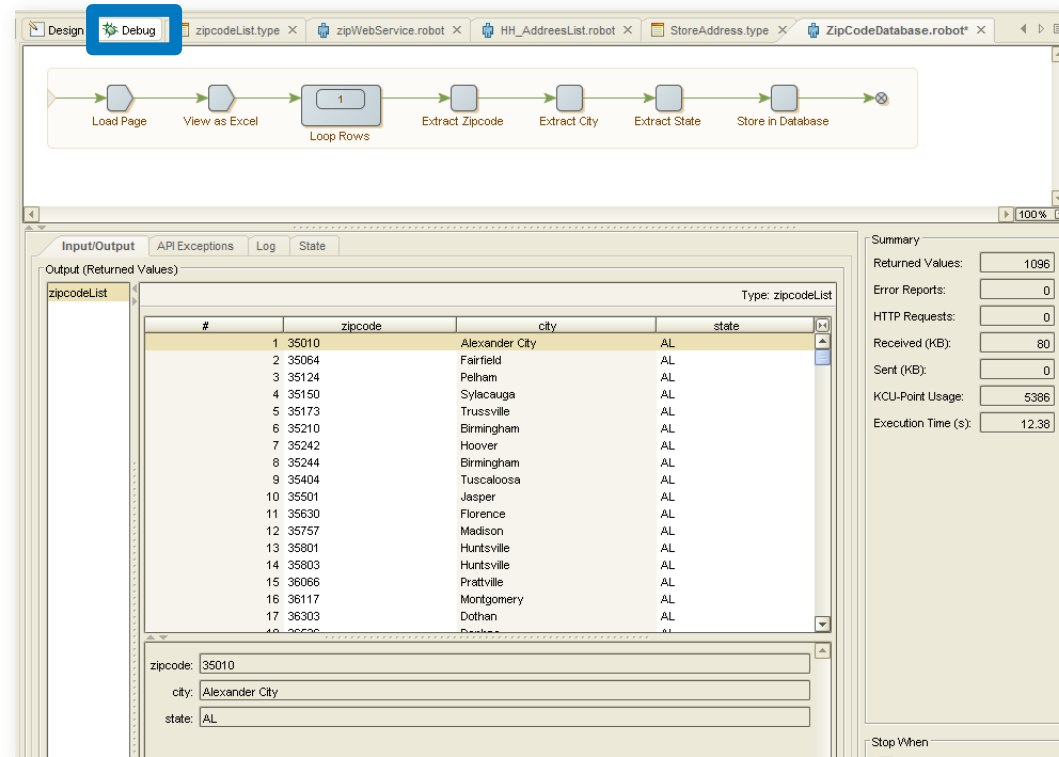 Design Debug zipcodeList.type zipWebService.robot HH_AddreesList.robot StoreAddress.type ZipCodeDatabase.robot*
1
Load Page View as Excel Loop Rows Extract Zipcode Extract City Extract State Store in Database
100%
Input/Output API Exceptions Log State
Output (Returned Values)
zipcodeList
Type: zipcodeList
# zipcode city state
1 35010 Alexander City AL
2 35064 Fairfield AL
3 35124 Pelham AL
4 35150 Sylacauga AL
5 35173 Trussville AL
6 35210 Birmingham AL
7 35242 Hoover AL
8 35244 Birmingham AL
9 35404 Tuscaloosa AL
10 35501 Jasper AL
11 35630 Florence AL
12 35757 Madison AL
13 35801 Huntsville AL
14 35803 Huntsville AL
15 36066 Prattville AL
16 36117 Montgomery AL
17 36303 Dothan AL
zipcode: 35010
city: Alexander City
state: AL
Summary
Returned Values: 1096
Error Reports: 0
HTTP Requests: 0
Received (KB): 80
Sent (KB): 0
KCU-Point Usage: 5386
Execution Time (s): 12.38
Stop When